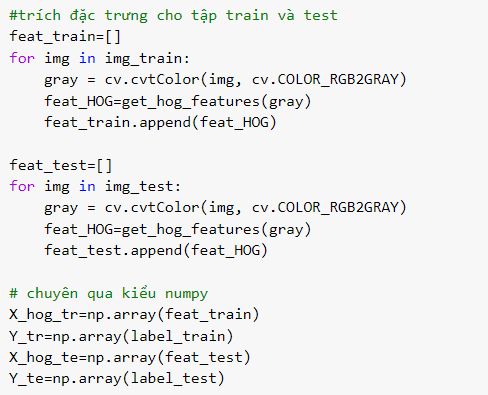 #trích đặc trưng cho tập train và test
feat_train=[]
for img in img_train:
    gray = cv.cvtColor(img, cv.COLOR_RGB2GRAY)
    feat_HOG=get_hog_features(gray)
    feat_train.append(feat_HOG)

feat_test=[]
for img in img_test:
    gray = cv.cvtColor(img, cv.COLOR_RGB2GRAY)
    feat_HOG=get_hog_features(gray)
    feat_test.append(feat_HOG)

# chuyên qua kiểu numpy
X_hog_tr=np.array(feat_train)
Y_tr=np.array(label_train)
X_hog_te=np.array(feat_test)
Y_te=np.array(label_test)